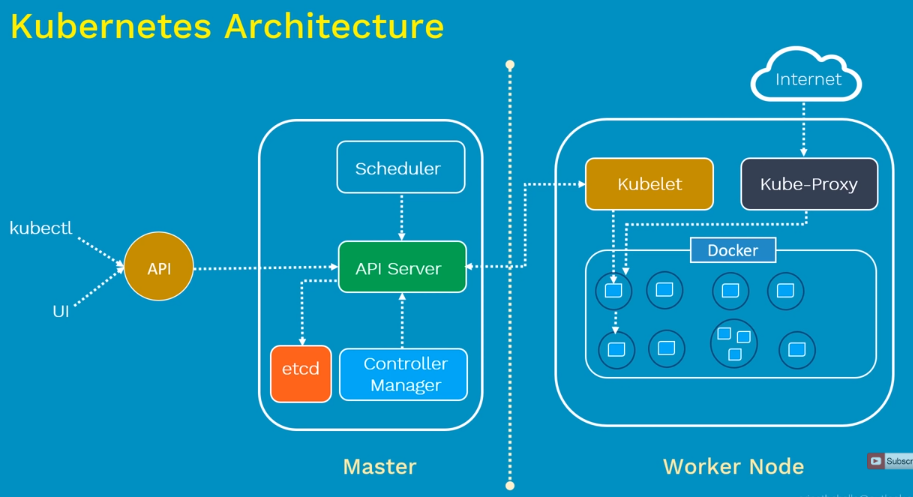 Kubernetes Architecture
Internet
Scheduler
Kubelet
Kube-Proxy
kubectl
API
API Server
Docker
UI
etcd
Controller
Manager
Master
Worker Node
Subscr